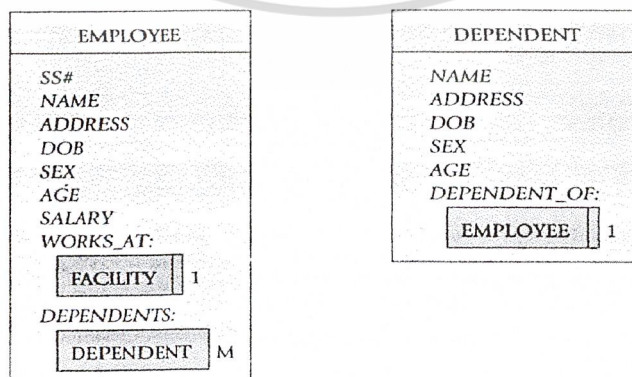 EMPLOYEE
SS#
NAME
ADDRESS
DOB
SEX
AGE
SALARY
WORKS_AT:
FACILITY 1
DEPENDENTS:
DEPENDENT M
DEPENDENT
NAME
ADDRESS
DOB
SEX
AGE
DEPENDENT_OF:
EMPLOYEE 1